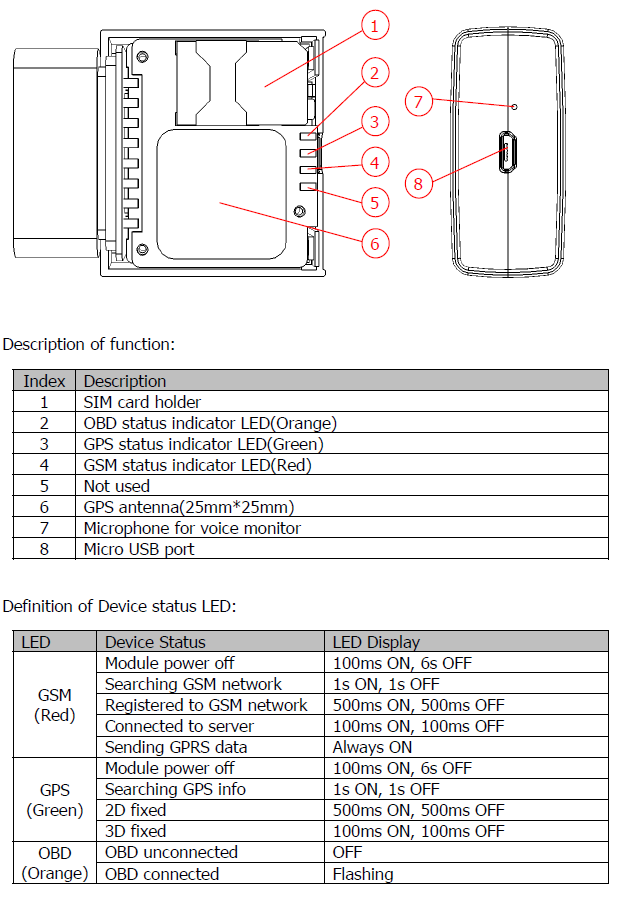 1
2
3
4
5
6
7
8
Description of function:
Index Description
1 SIM card holder
2 OBD status indicator LED(Orange)
3 GPS status indicator LED(Green)
4 GSM status indicator LED(Red)
5 Not used
6 GPS antenna(25mm*25mm)
7 Microphone for voice monitor
8 Micro USB port
Definition of Device status LED:
LED Device Status LED Display
GSM
(Red)
Module power off 100ms ON, 6s OFF
Searching GSM network 1s ON, 1s OFF
Registered to GSM network 500ms ON, 500ms OFF
Connected to server 100ms ON, 100ms OFF
Sending GPRS data Always ON
GPS
(Green)
Module power off 100ms ON, 6s OFF
Searching GPS info 1s ON, 1s OFF
2D fixed 500ms ON, 500ms OFF
3D fixed 100ms ON, 100ms OFF
OBD
(Orange)
OBD unconnected OFF
OBD connected Flashing